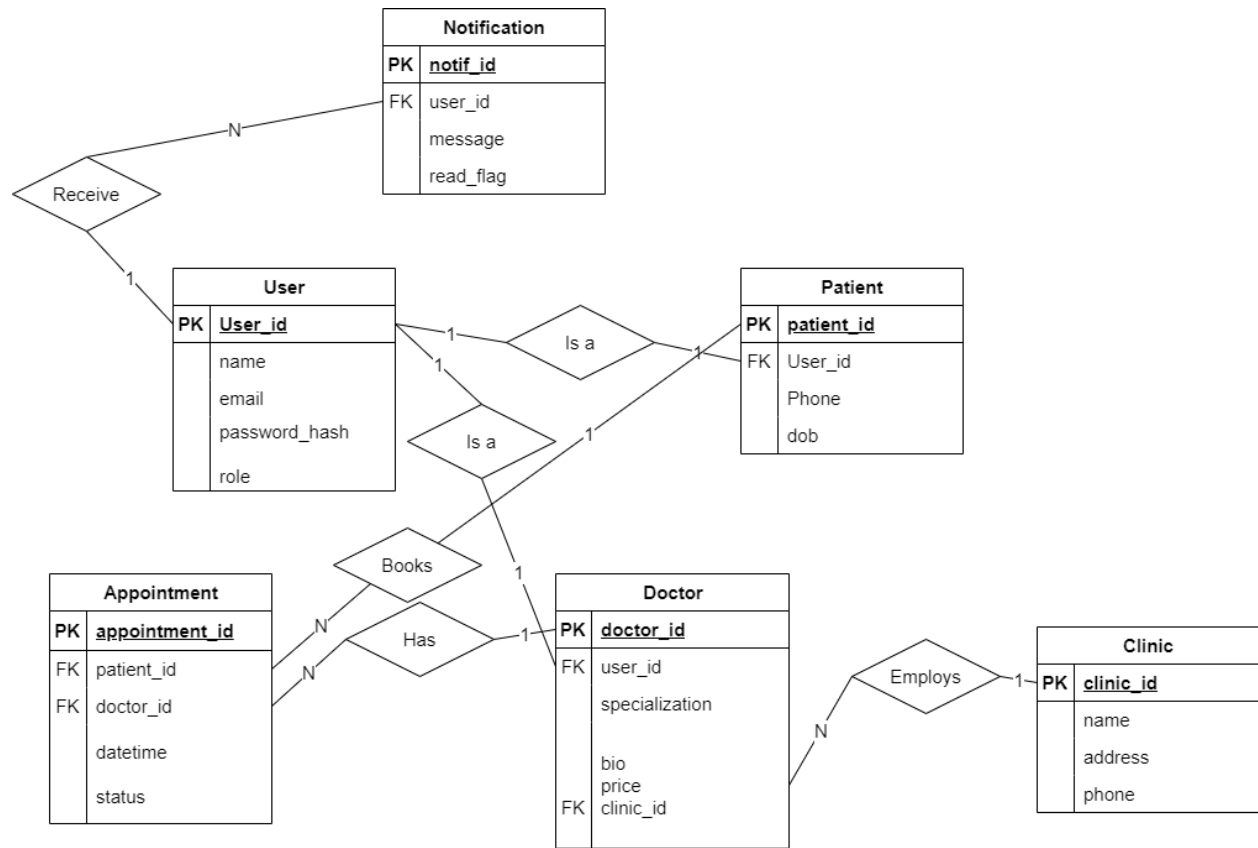 Notification
PK notif_id
FK user_id
message
read_flag
N
Receive
1
User
PK User_id
name
email
password_hash
role
1
Is a
1
Patient
PK patient_id
FK User_id
Phone
dob
1
Is a
1
1
Books
N
Appointment
PK appointment_id
FK patient_id
FK doctor_id
datetime
status
N
Has
1
Doctor
PK doctor_id
FK user_id
specialization
bio
price
FK clinic_id
N
Employs
1
Clinic
PK clinic_id
name
address
phone